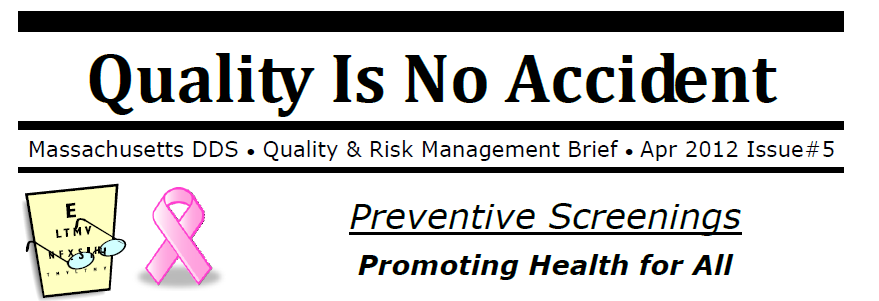 Quality Is No Accident
Massachusetts DDS • Quality & Risk Management Brief • Apr 2012 Issue#5
E
LTMV
Preventive Screenings
Promoting Health for All